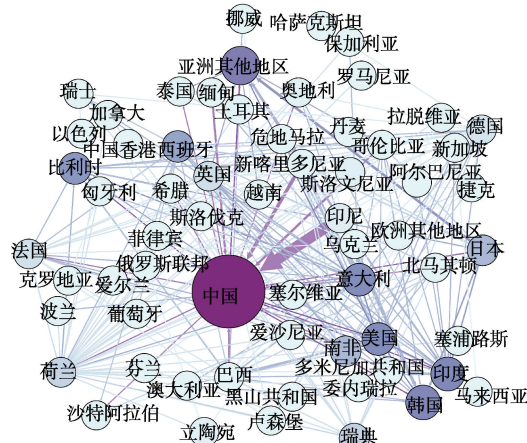 挪威
哈萨克斯坦
保加利亚
亚洲其他地区
罗马尼亚
瑞士
泰国
缅甸
奥地利
加拿大
土耳其
拉脱维亚
以色列
丹麦
德国
中国香港
西班牙
危地马拉
哥伦比亚
新加坡
比利时
英国
新喀里多尼亚
阿尔巴尼亚
匈牙利
希腊
越南
斯洛文尼亚
捷克
斯洛伐克
印尼
菲律宾
乌克兰
欧洲其他地区
法国
日本
俄罗斯联邦
北马其顿
克罗地亚
爱尔兰
中国
塞尔维亚
意大利
波兰
葡萄牙
爱沙尼亚
美国
塞浦路斯
南非
荷兰
芬兰
巴西
多米尼加共和国
印度
澳大利亚
黑山共和国
委内瑞拉
马来西亚
沙特阿拉伯
韩国
立陶宛
卢森堡
瑞典